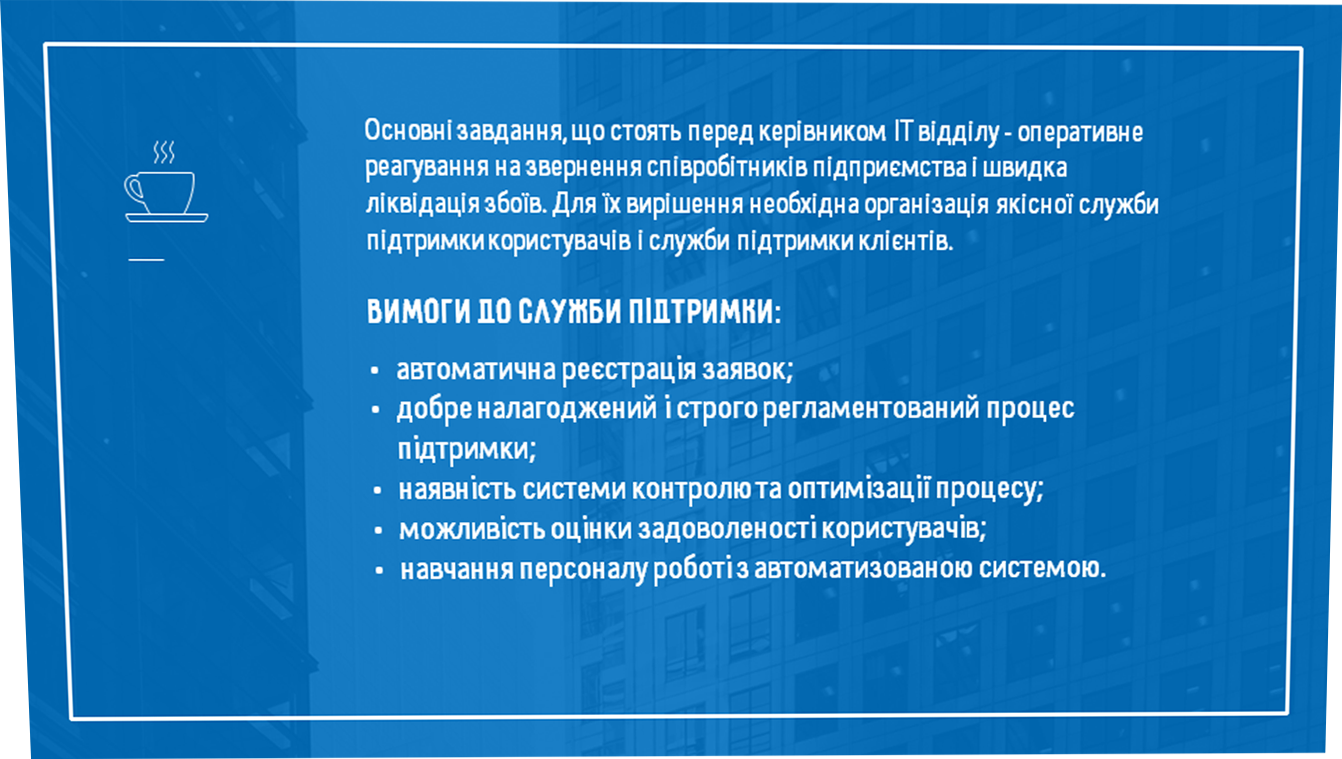 Основні завдання, що стоять перед керівником ІТ відділу - оперативне
реагування на звернення співробітників підприємства і швидка
ліквідація збоїв. Для їх вирішення необхідна організація якісної служби
підтримки користувачів і служби підтримки клієнтів.
ВИМОГИ ДО СЛУЖБИ ПІДТРИМКИ:
• автоматична реєстрація заявок;
• добре налагоджений і строго регламентований процес
підтримки;
• наявність системи контролю та оптимізації процесу;
• можливість оцінки задоволеності користувачів;
• навчання персоналу роботі з автоматизованою системою.